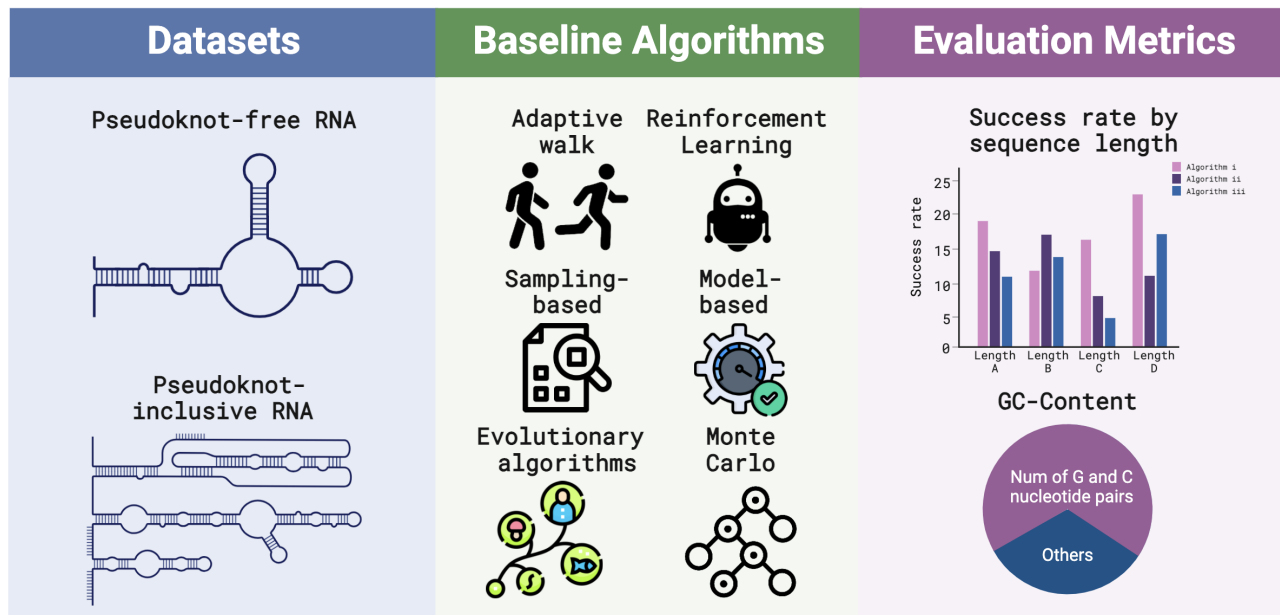 Datasets
Pseudoknot-free RNA
Pseudoknot-
inclusive RNA
Baseline Algorithms
Adaptive
walk
Reinforcement
Learning
Sampling-
based
Model-
based
Evolutionary
algorithms
Monte
Carlo
Evaluation Metrics
Success rate by
sequence length
Algorithm i
Algorithm ii
Algorithm iii
Success rate
25
20
15
10
5
0
Length
A
Length
B
Length
C
Length
D
GC-Content
Num of G and C
nucleotide pairs
Others